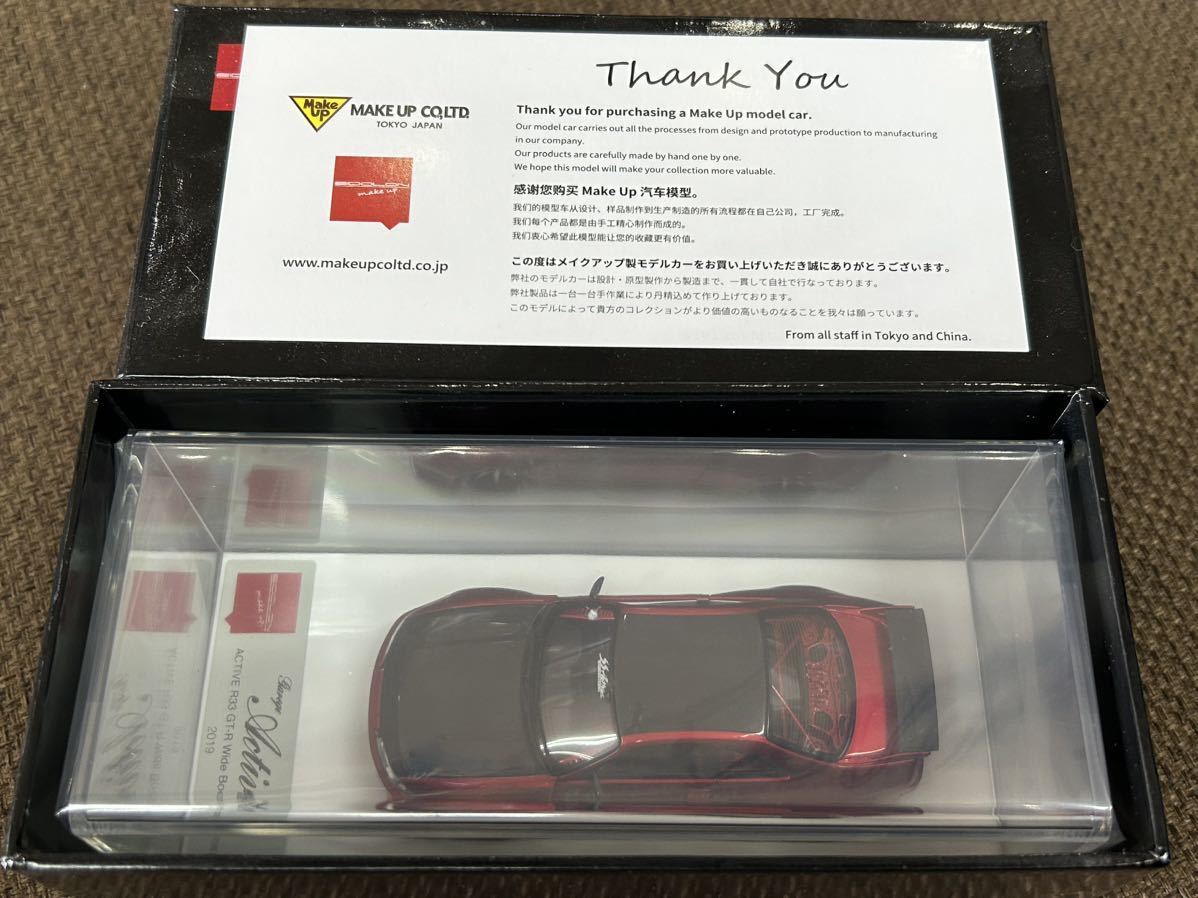 Thank You
Make Up
MAKE UP CO.,LTD.
TOKYO JAPAN
make up
www.makeupcoltd.co.jp
Thank you for purchasing a Make Up model car.
Our model car carries out all the processes from design and prototype production to manufacturing
in our company.
Our products are carefully made by hand one by one.
We hope this model will make your collection more valuable.
感谢您购买 Make Up 汽车模型。
我们的模型车从设计、样品制作到生产制造的所有流程都在自己公司，工厂完成。
我们每个产品都是由手工精心制作而成的。
我们衷心希望此模型能让您的收藏更有价值。
この度はメイクアップ製モデルカーをお買い上げいただき誠にありがとうございます。
弊社のモデルカーは設計・原型製作から製造まで、一貫して自社で行なっております。
弊社製品は一台一台手作業により丹精込めて作り上げております。
このモデルによって貴方のコレクションがより価値の高いものなることを我々は願っています。
From all staff in Tokyo and China.
make up
Garage
Active
ACTIVE R33 GT-R Wide
2019